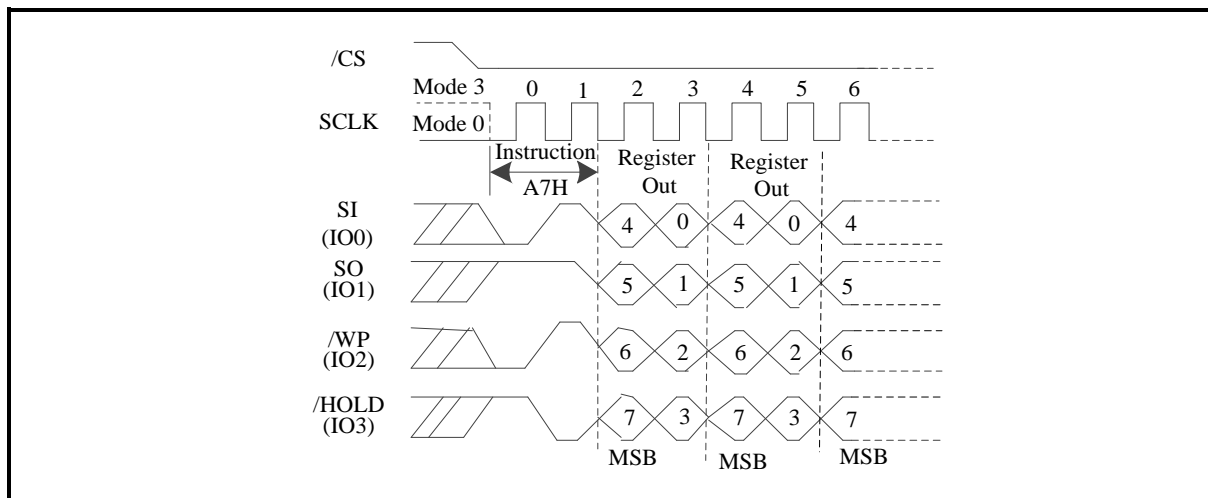 /CS
Mode 3 0 1 2 3 4 5 6
SCLK Mode 0
Instruction Register Register
A7H Out Out
SI 4 0 4 0 4
(IO0)
SO 5 1 5 1 5
(IO1)
/WP 6 2 6 2 6
(IO2)
/HOLD 7 3 7 3 7
(IO3)
MSB MSB MSB